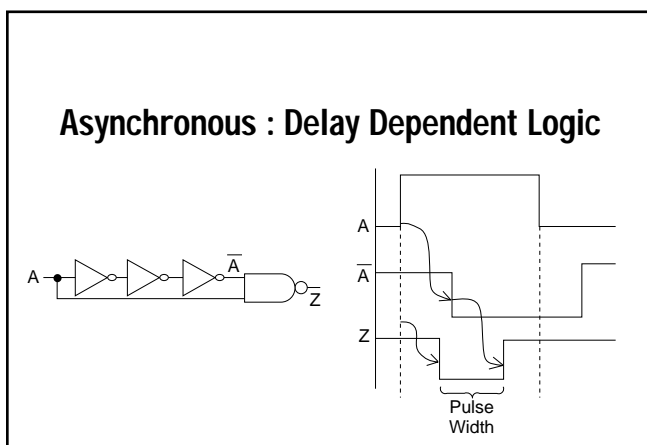 Asynchronous : Delay Dependent Logic
A
A̅
Z̅
A
A̅
Z
Pulse
Width